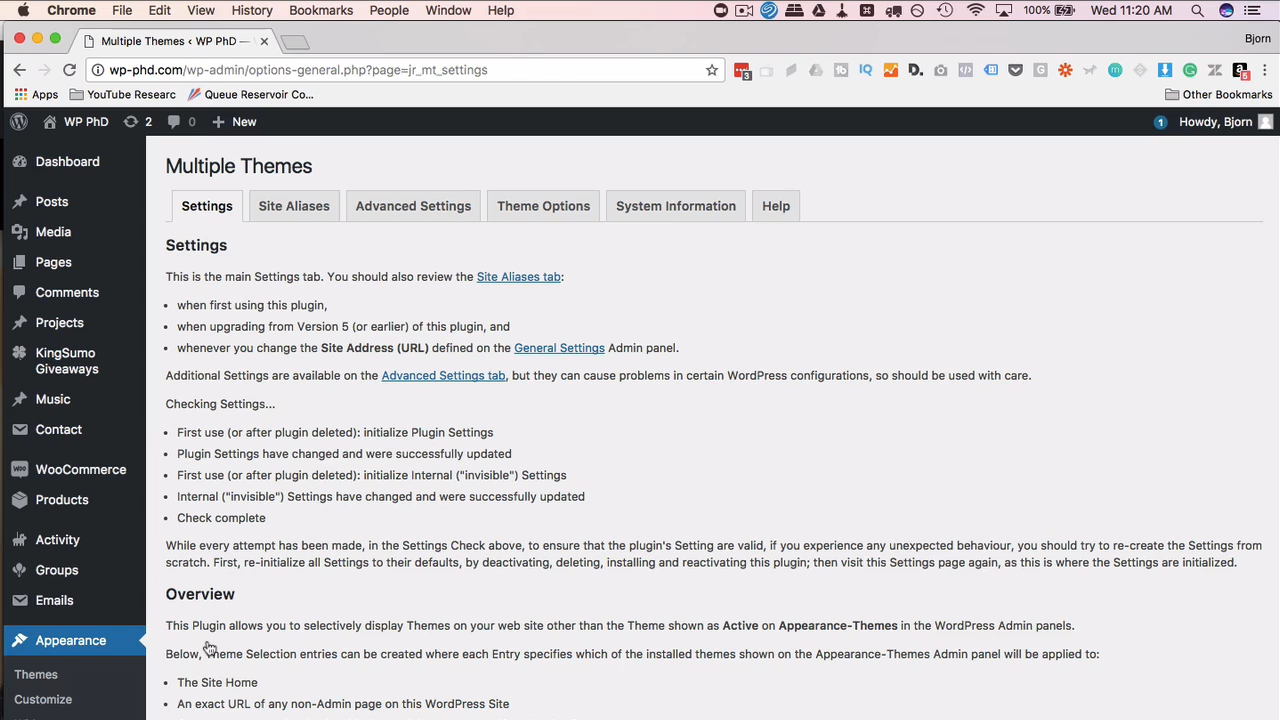 Chrome File Edit View History Bookmarks People Window Help 100% Wed 11:20 AM
Multiple Themes ‹ WP PhD — Bjorn
wp-phd.com/wp-admin/options-general.php?page=jr_mt_settings
Apps YouTube Researc Queue Reservoir Co... Other Bookmarks
WP PhD 2 0 + New 1 Howdy, Bjorn
Dashboard
Posts
Media
Pages
Comments
Projects
KingSumo
Giveaways
Music
Contact
WooCommerce
Products
Activity
Groups
Emails
Appearance
Themes
Customize
Multiple Themes
Settings Site Aliases Advanced Settings Theme Options System Information Help
Settings
This is the main Settings tab. You should also review the Site Aliases tab:
• when first using this plugin,
• when upgrading from Version 5 (or earlier) of this plugin, and
• whenever you change the Site Address (URL) defined on the General Settings Admin panel.
Additional Settings are available on the Advanced Settings tab, but they can cause problems in certain WordPress configurations, so should be used with care.
Checking Settings...
• First use (or after plugin deleted): initialize Plugin Settings
• Plugin Settings have changed and were successfully updated
• First use (or after plugin deleted): initialize Internal ("invisible") Settings
• Internal ("invisible") Settings have changed and were successfully updated
• Check complete
While every attempt has been made, in the Settings Check above, to ensure that the plugin's Setting are valid, if you experience any unexpected behaviour, you should try to re-create the Settings from
scratch. First, re-initialize all Settings to their defaults, by deactivating, deleting, installing and reactivating this plugin; then visit this Settings page again, as this is where the Settings are initialized.
Overview
This Plugin allows you to selectively display Themes on your web site other than the Theme shown as Active on Appearance-Themes in the WordPress Admin panels.
Below, Theme Selection entries can be created where each Entry specifies which of the installed themes shown on the Appearance-Themes Admin panel will be applied to:
• The Site Home
• An exact URL of any non-Admin page on this WordPress Site